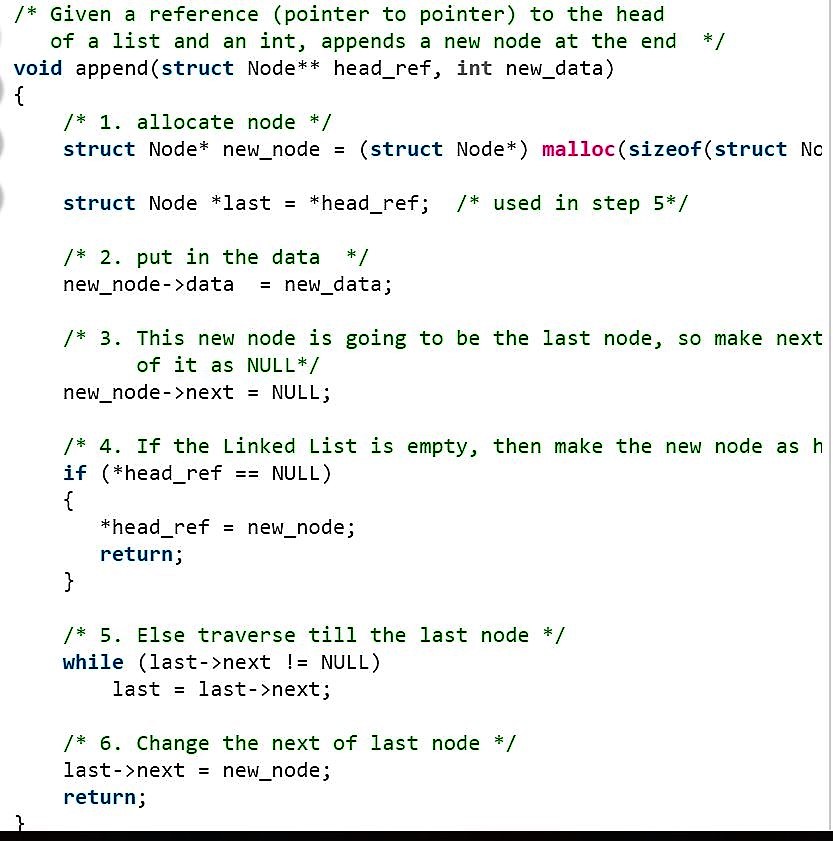 /* Given a reference (pointer to pointer) to the head
   of a list and an int, appends a new node at the end  */
void append(struct Node** head_ref, int new_data)
{
    /* 1. allocate node */
    struct Node* new_node = (struct Node*) malloc(sizeof(struct No

    struct Node *last = *head_ref;  /* used in step 5*/

    /* 2. put in the data  */
    new_node->data  = new_data;

    /* 3. This new node is going to be the last node, so make next
          of it as NULL*/
    new_node->next = NULL;

    /* 4. If the Linked List is empty, then make the new node as h
    if (*head_ref == NULL)
    {
       *head_ref = new_node;
       return;
    }

    /* 5. Else traverse till the last node */
    while (last->next != NULL)
        last = last->next;

    /* 6. Change the next of last node */
    last->next = new_node;
    return;
}